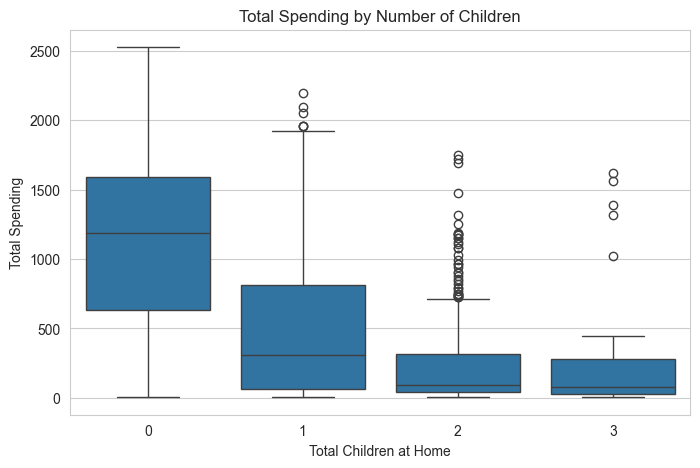 Total Spending by Number of Children
Total Spending
2500
2000
1500
1000
500
0
0 1 2 3
Total Children at Home